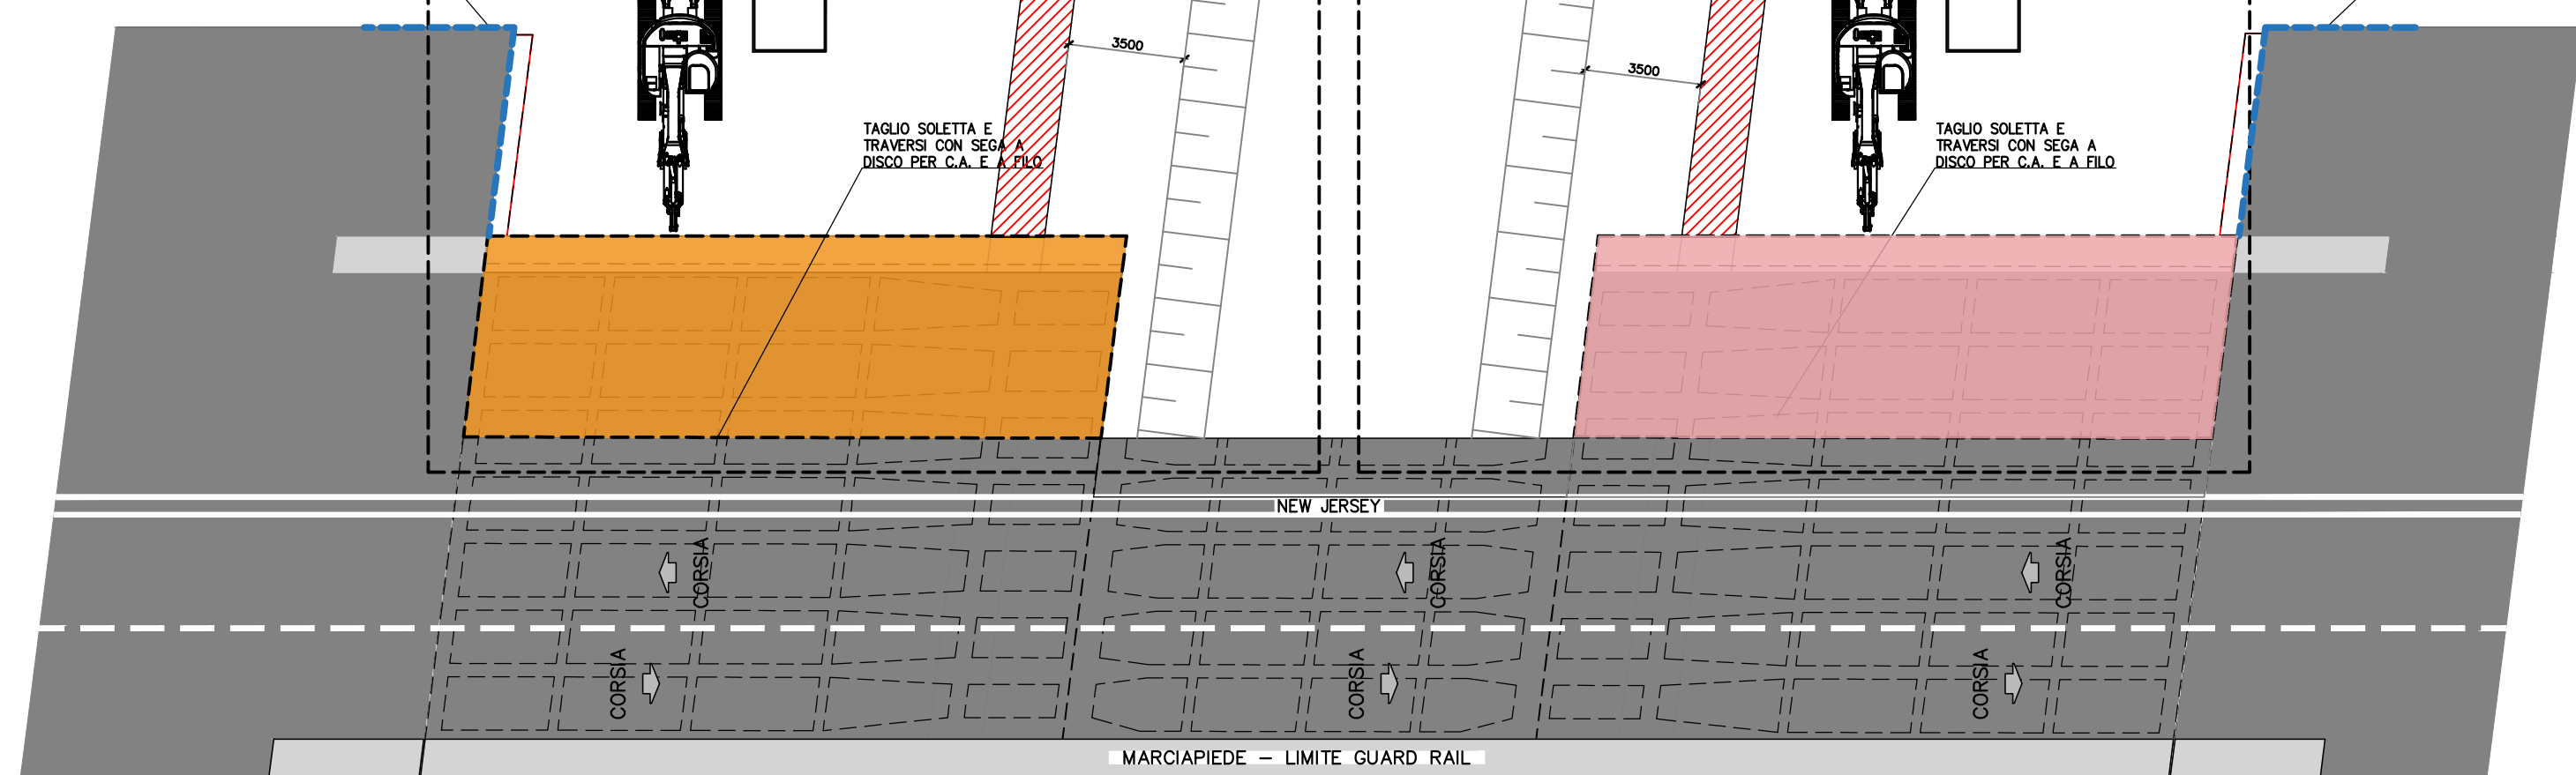 3500
3500
TAGLIO SOLETTA E
TRAVERSI CON SEGA A
DISCO PER C.A. E A FILO
TAGLIO SOLETTA E
TRAVERSI CON SEGA A
DISCO PER C.A. E A FILO
NEW JERSEY
CORSIA
CORSIA
CORSIA
CORSIA
CORSIA
CORSIA
MARCIAPIEDE – LIMITE GUARD RAIL